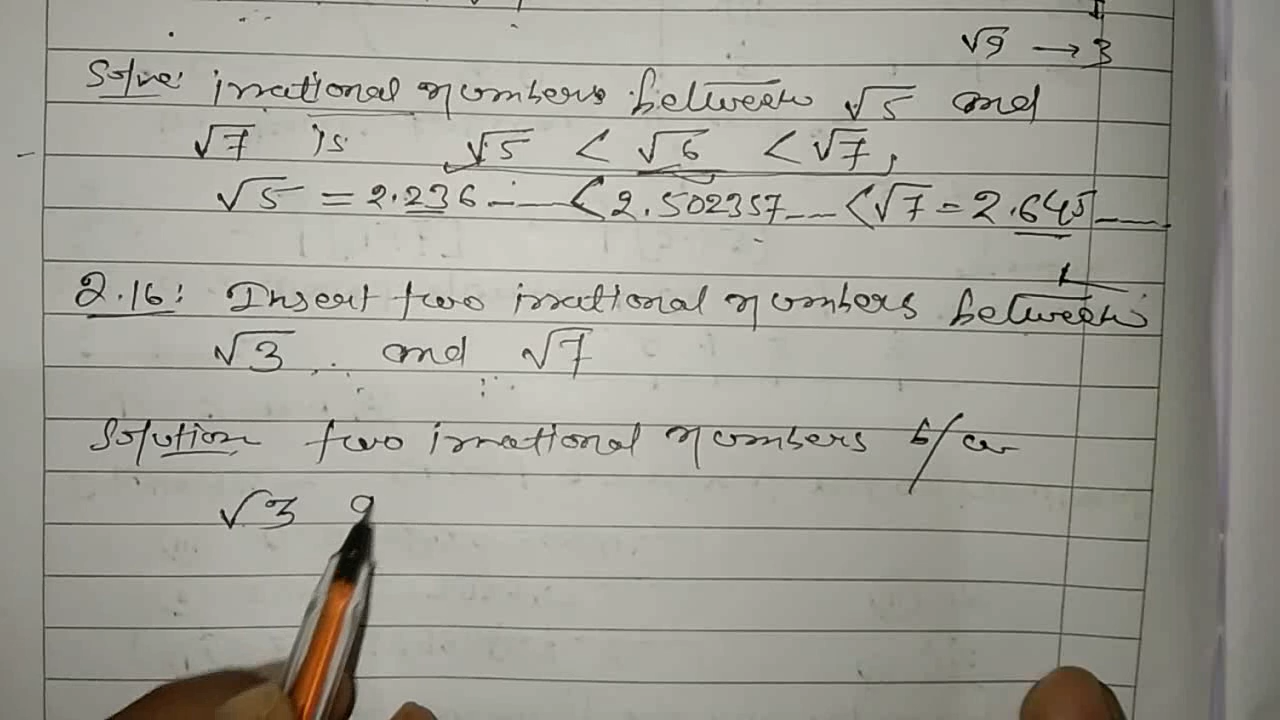 √9 → 3
Solve: irrational numbers between √5 and
√7 is √5 < √6 < √7,
√5 = 2.236 ---- < 2.502357 --- < √7 = 2.645 ----
2.16: Insert two irrational numbers between
√3 and √7
Solution two irrational numbers b/w
√3 a